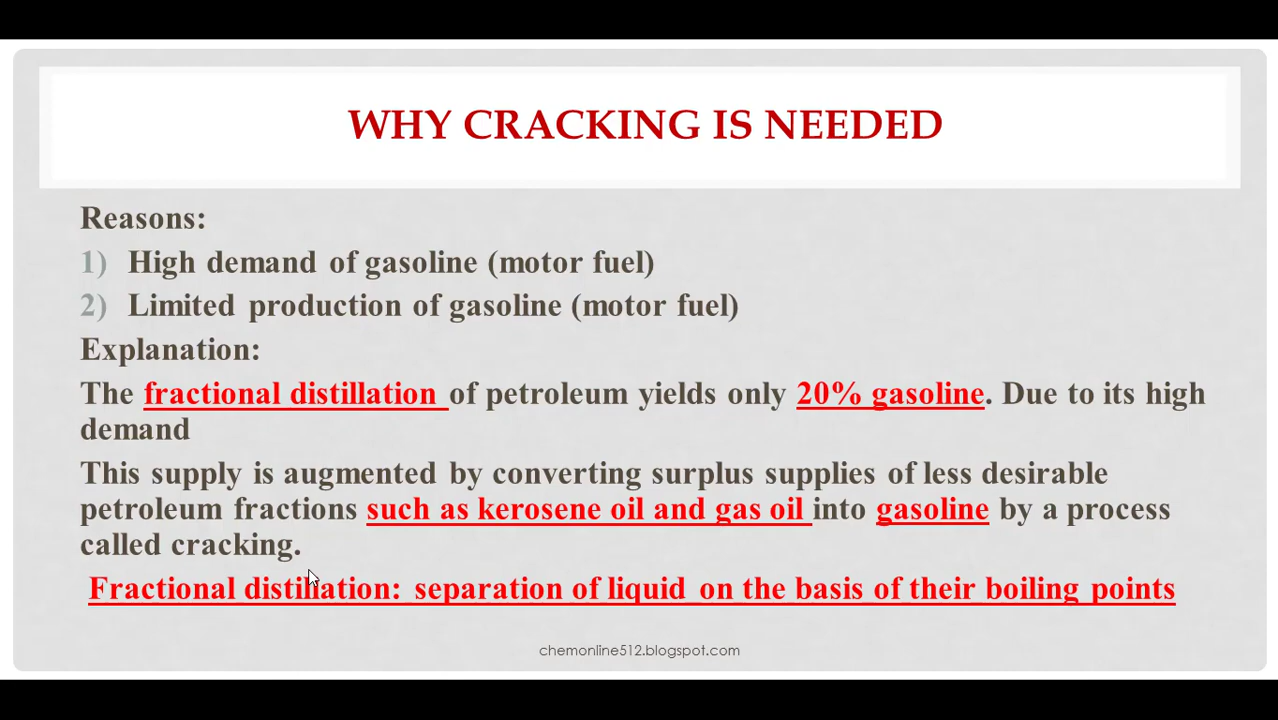 WHY CRACKING IS NEEDED
Reasons:
1) High demand of gasoline (motor fuel)
2) Limited production of gasoline (motor fuel)
Explanation:
The fractional distillation of petroleum yields only 20% gasoline. Due to its high
demand
This supply is augmented by converting surplus supplies of less desirable
petroleum fractions such as kerosene oil and gas oil into gasoline by a process
called cracking.
Fractional distillation: separation of liquid on the basis of their boiling points
chemonline512.blogspot.com